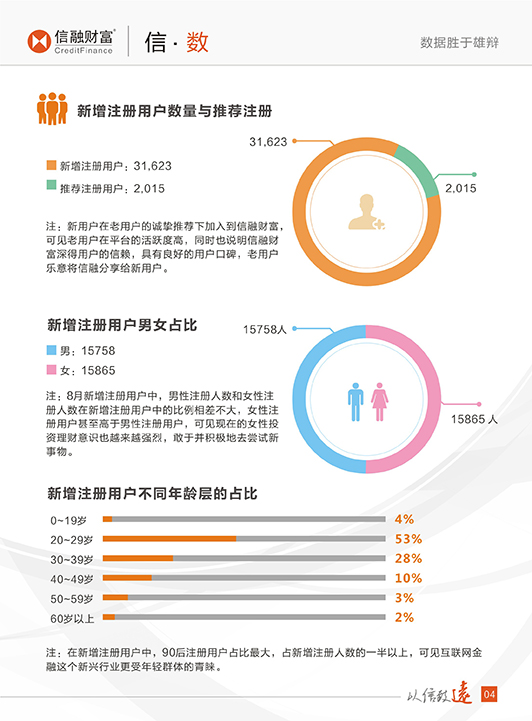 信融财富®
CreditFinance
信·数
数据胜于雄辩
新增注册用户数量与推荐注册
31,623
新增注册用户：31,623
推荐注册用户：2,015
2,015
注：新用户在老用户的诚挚推荐下加入到信融财富，
可见老用户在平台的活跃度高，同时也说明信融财
富深得用户的信赖，具有良好的用户口碑，老用户
乐意将信融分享给新用户。
新增注册用户男女占比
15758人
男：15758
女：15865
注：8月新增注册用户中，男性注册人数和女性注
册人数在新增注册用户中的比例相差不大，女性注
册用户甚至高于男性注册用户，可见现在的女性投
资理财意识也越来越强烈，敢于并积极地去尝试新
事物。
15865人
新增注册用户不同年龄层的占比
0~19岁 4%
20~29岁 53%
30~39岁 28%
40~49岁 10%
50~59岁 3%
60岁以上 2%
注：在新增注册用户中，90后注册用户占比最大，占新增注册人数的一半以上，可见互联网金
融这个新兴行业更受年轻群体的青睐。
以信致遠
04